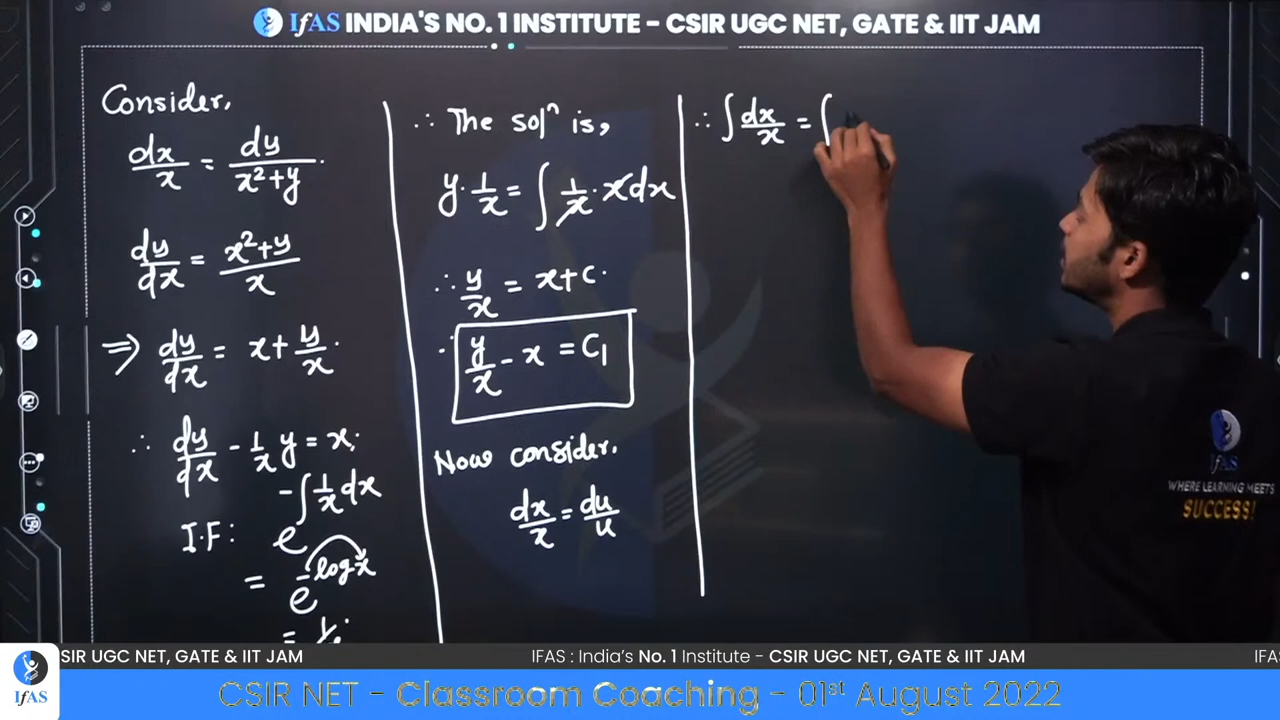 IFAS INDIA'S NO. 1 INSTITUTE - CSIR UGC NET, GATE & IIT JAM
Consider,
dx/x = dy/(x²+y).
dy/dx = (x²+y)/x
⇒ dy/dx = x + y/x.
∴ dy/dx - 1/x y = x.
I.F: e^(-∫1/x dx)
= e^(-log x)
= 1/x
∴ The solⁿ is,
y. 1/x = ∫ 1/x . x dx
∴ y/x = x + c.
∴ y/x - x = C₁
Now consider.
dx/x = du/u
∴ ∫ dx/x = ∫
IFAS
WHERE LEARNING MEETS
SUCCESS!
IFAS
CSIR UGC NET, GATE & IIT JAM
IFAS : India's No. 1 Institute - CSIR UGC NET, GATE & IIT JAM
IFAS
CSIR NET - Classroom Coaching - 01st August 2022